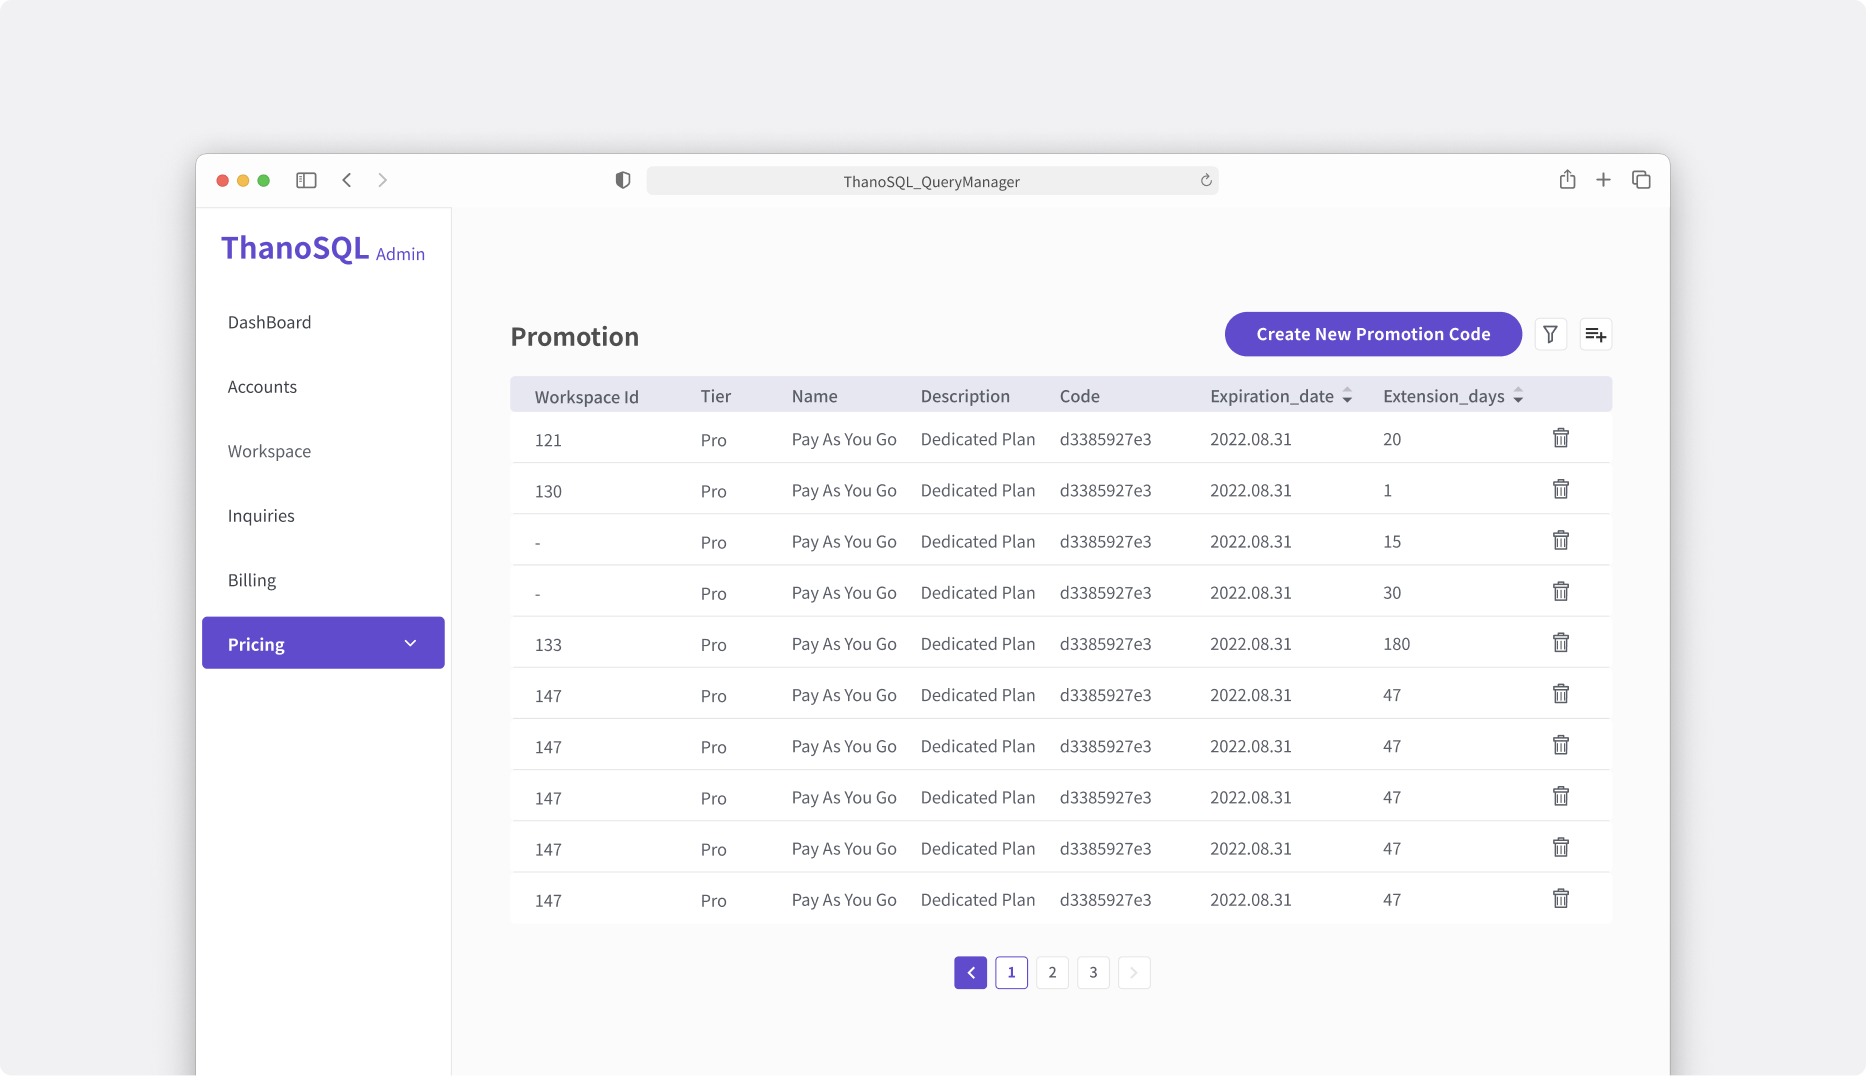 ThanoSQL_QueryManager
ThanoSQL Admin
DashBoard
Accounts
Workspace
Inquiries
Billing
Pricing
Promotion
Create New Promotion Code
Workspace Id Tier Name Description Code Expiration_date Extension_days
121 Pro Pay As You Go Dedicated Plan d3385927e3 2022.08.31 20
130 Pro Pay As You Go Dedicated Plan d3385927e3 2022.08.31 1
- Pro Pay As You Go Dedicated Plan d3385927e3 2022.08.31 15
- Pro Pay As You Go Dedicated Plan d3385927e3 2022.08.31 30
133 Pro Pay As You Go Dedicated Plan d3385927e3 2022.08.31 180
147 Pro Pay As You Go Dedicated Plan d3385927e3 2022.08.31 47
147 Pro Pay As You Go Dedicated Plan d3385927e3 2022.08.31 47
147 Pro Pay As You Go Dedicated Plan d3385927e3 2022.08.31 47
147 Pro Pay As You Go Dedicated Plan d3385927e3 2022.08.31 47
147 Pro Pay As You Go Dedicated Plan d3385927e3 2022.08.31 47
1 2 3